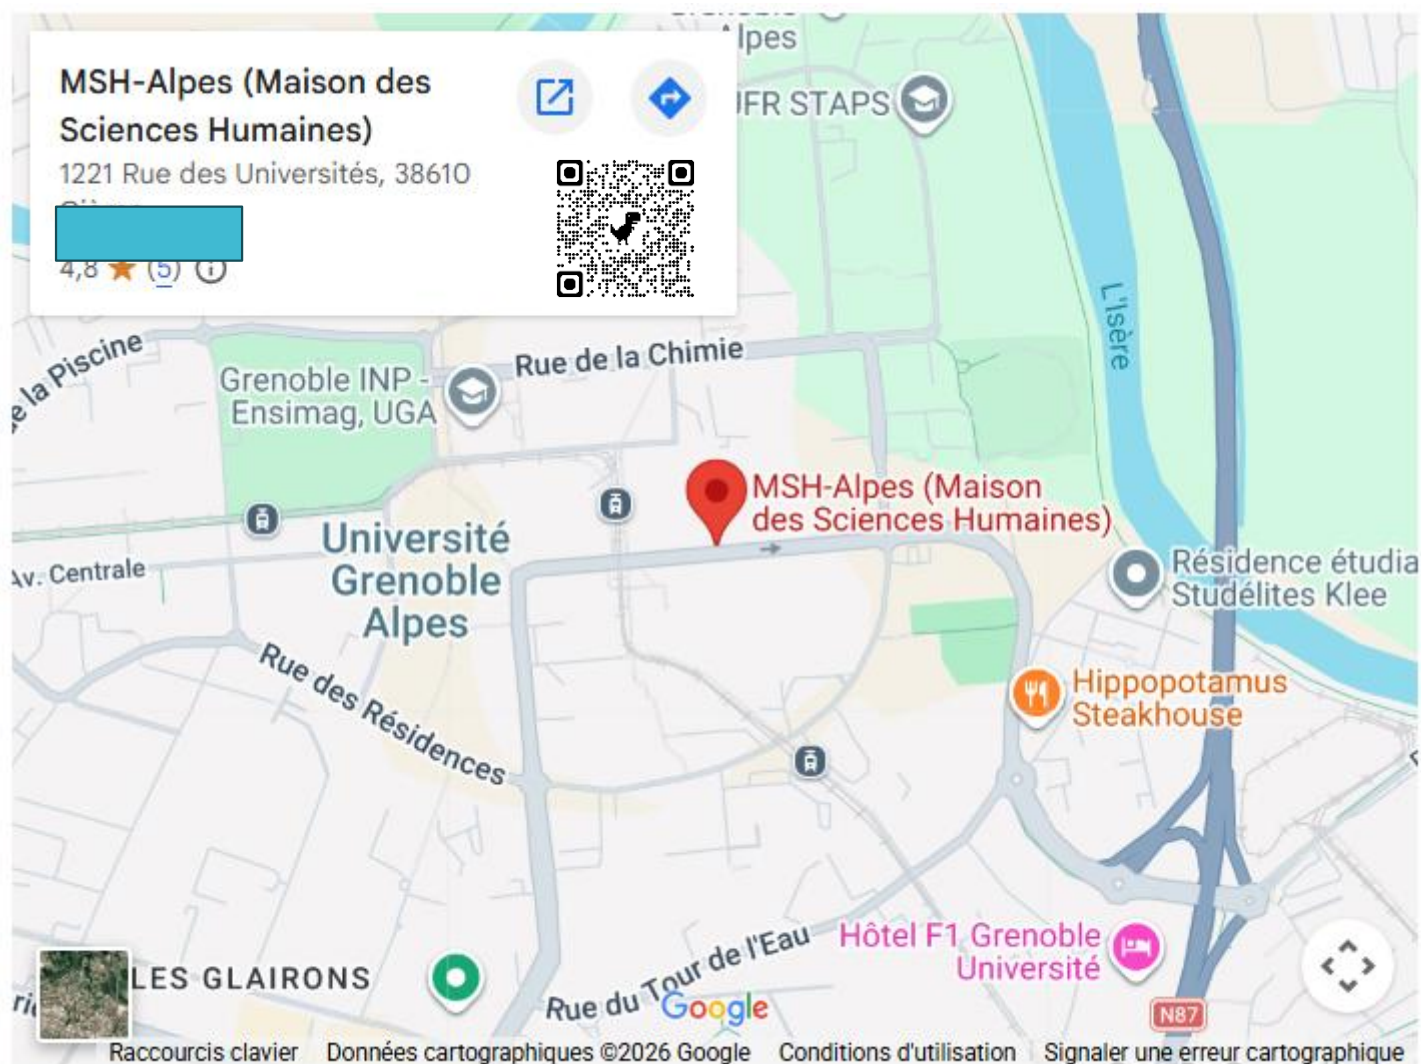 Alpes
MSH-Alpes (Maison des
Sciences Humaines)
1221 Rue des Universités, 38610
4,8 ★ (5)
UFR STAPS
L'Isère
de la Piscine
Rue de la Chimie
Grenoble INP -
Ensimag, UGA
MSH-Alpes (Maison
des Sciences Humaines)
Université
Grenoble
Alpes
Av. Centrale
Résidence étudia
Studélites Klee
Rue des Résidences
Hippopotamus
Steakhouse
Rue du Tour de l'Eau
Hôtel F1 Grenoble
Université
LES GLAIRONS
Google
N87
Raccourcis clavier
Données cartographiques ©2026 Google
Conditions d'utilisation
Signaler une erreur cartographique